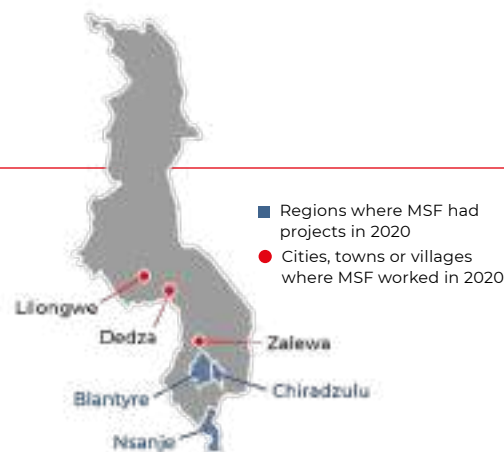 Regions where MSF had
projects in 2020
Cities, towns or villages
where MSF worked in 2020
Lilongwe
Dedza
Zalewa
Chiradzulu
Blantyre
Nsanje